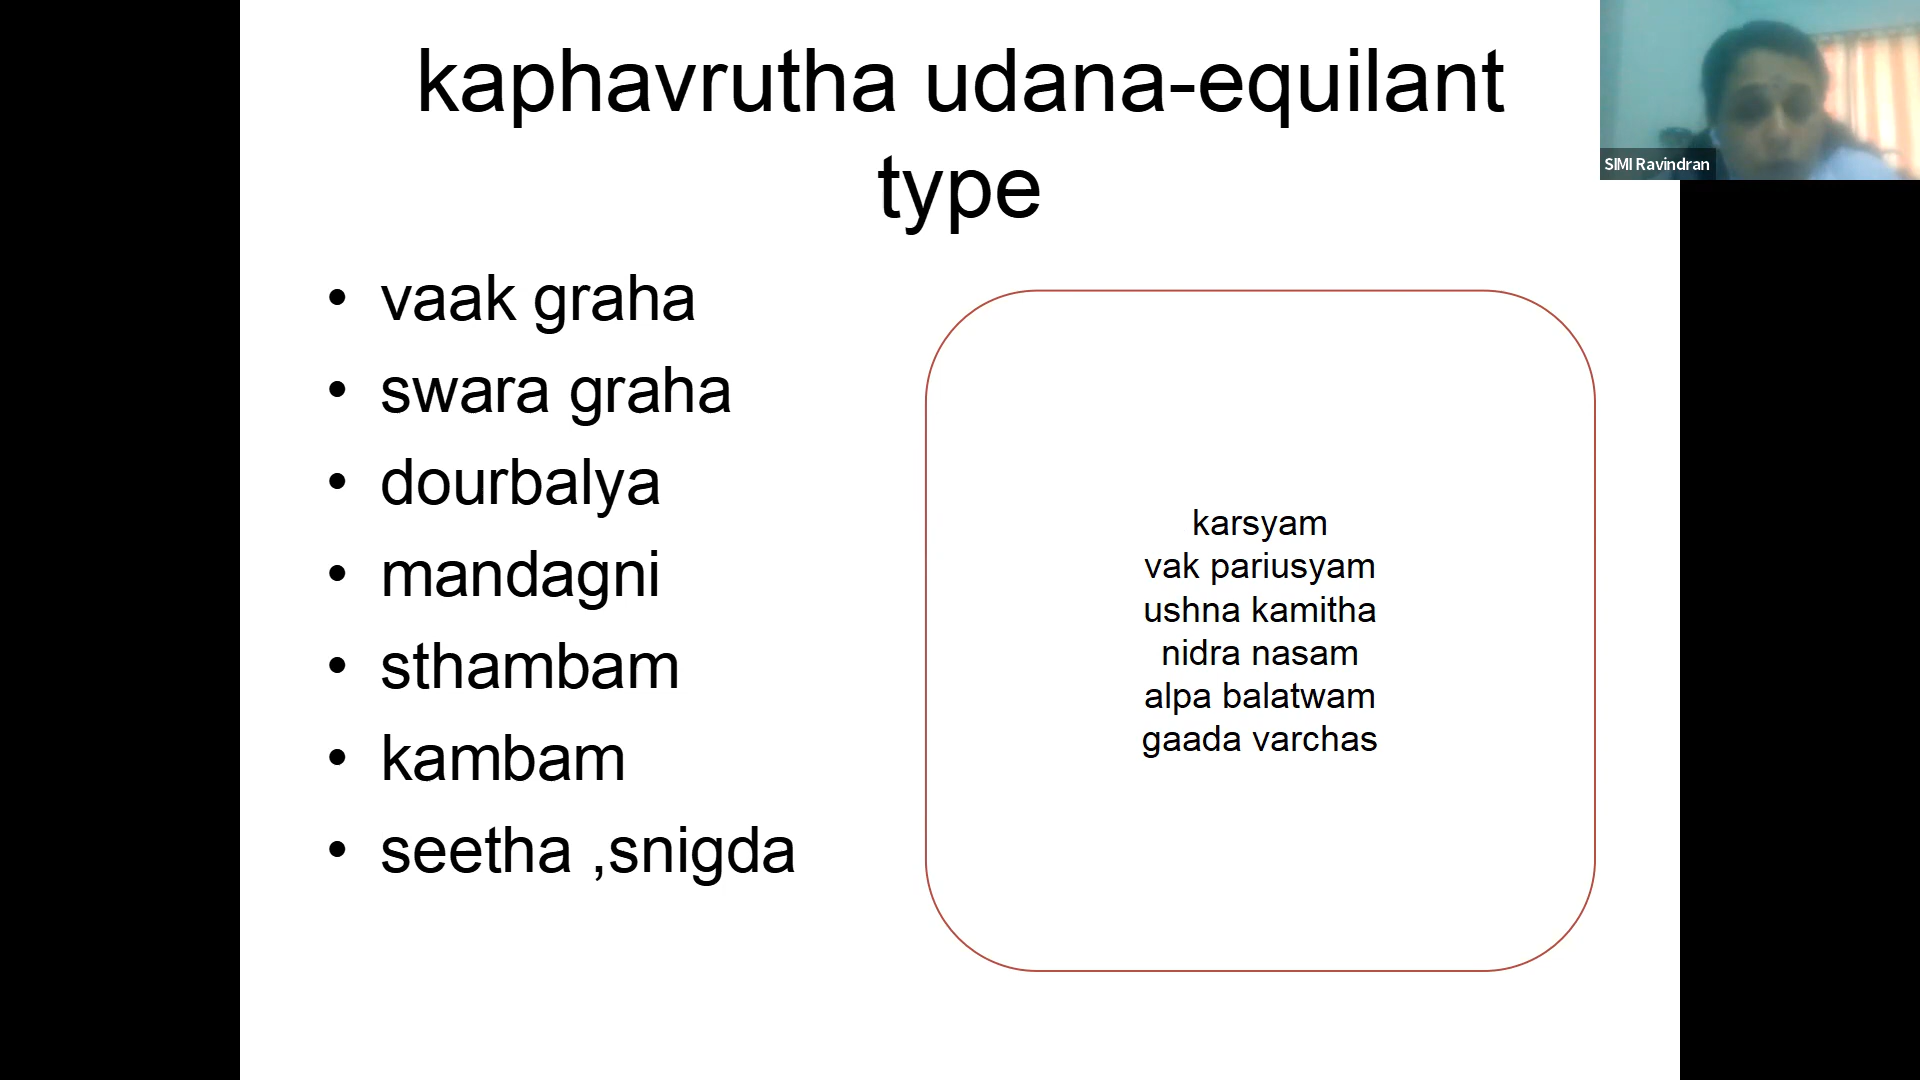 kaphavrutha udana-equilant
type
SIMI Ravindran
• vaak graha
• swara graha
• dourbalya
• mandagni
• sthambam
• kambam
• seetha ,snigda
karsyam
vak pariusyam
ushna kamitha
nidra nasam
alpa balatwam
gaada varchas